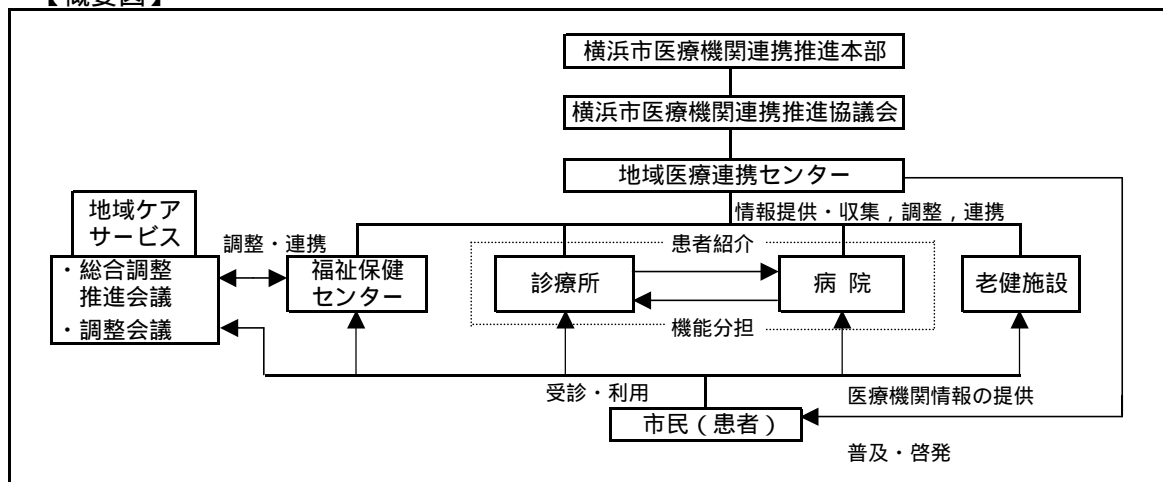 【概要図】
横浜市医療機関連携推進本部
横浜市医療機関連携推進協議会
地域医療連携センター
情報提供・収集，調整，連携
地域ケア
サービス
・総合調整
推進会議
・調整会議
調整・連携
福祉保健
センター
患者紹介
診療所
病 院
機能分担
老健施設
受診・利用
医療機関情報の提供
市民（患者）
普及・啓発